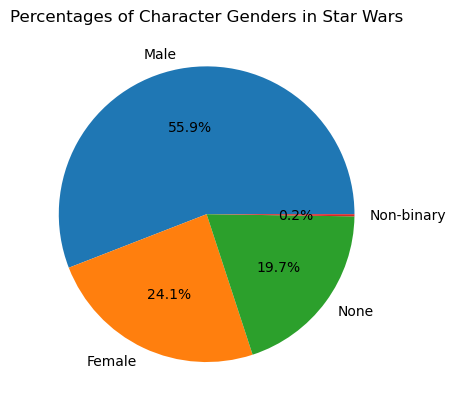 Percentages of Character Genders in Star Wars
Male
55.9%
0.2%
Non-binary
19.7%
24.1%
None
Female